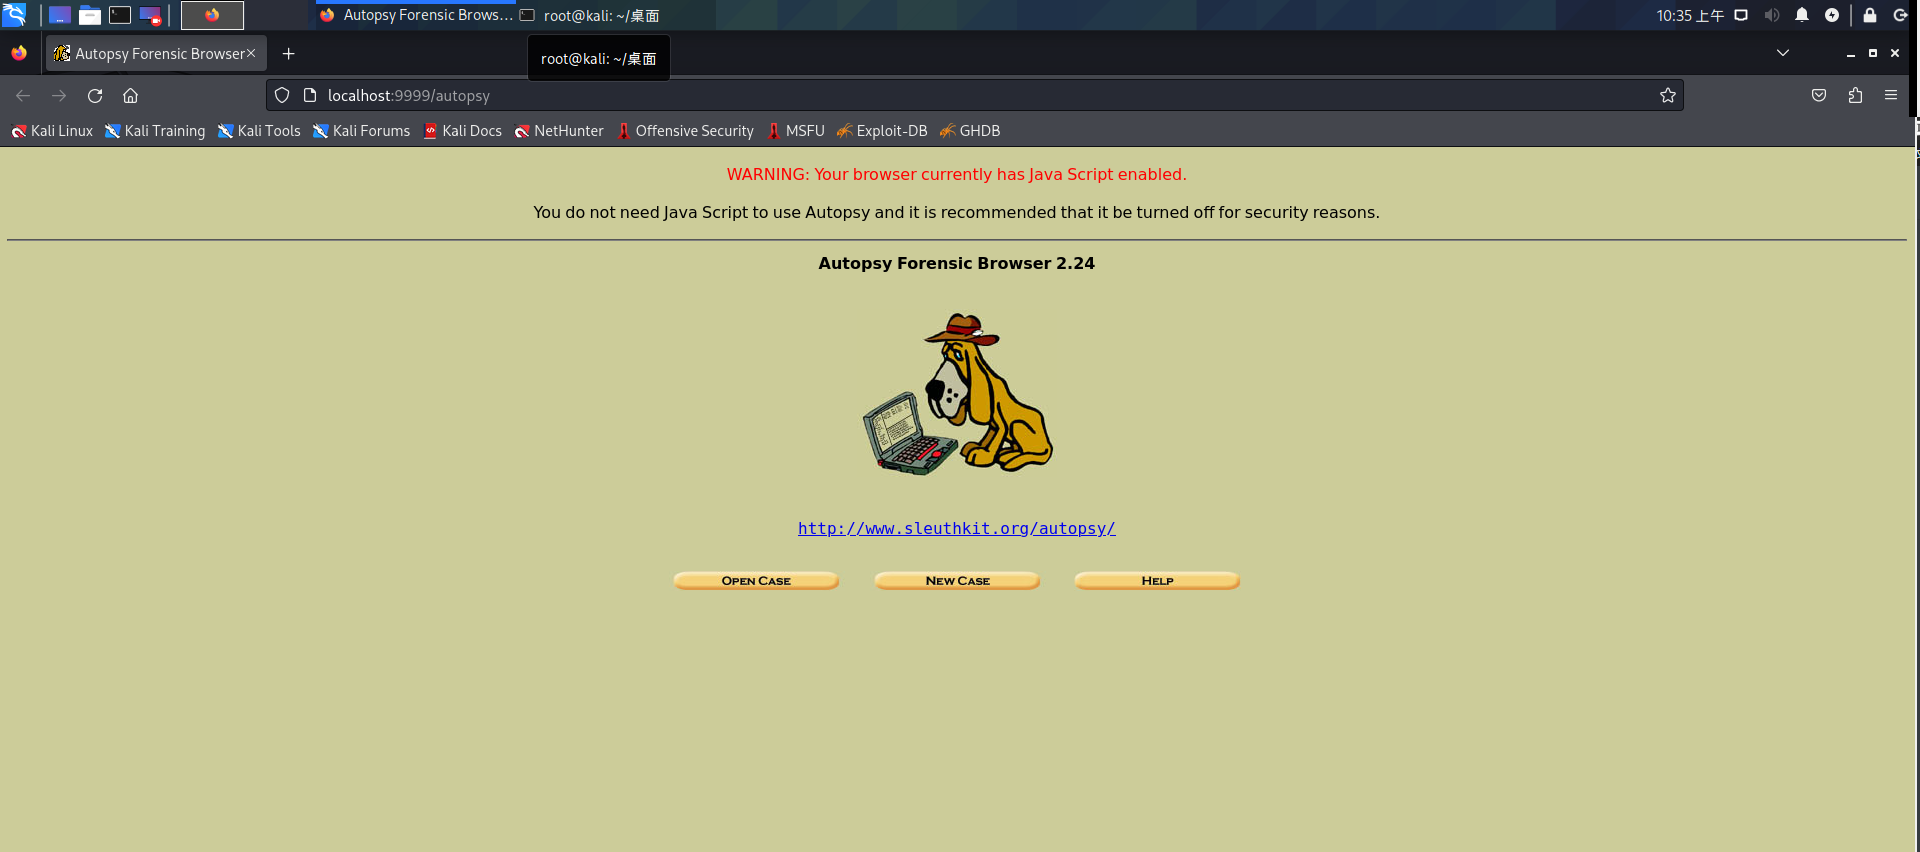 Autopsy Forensic Brows… root@kali: ~/桌面 10:35 上午
Autopsy Forensic Browser
root@kali: ~/桌面
localhost:9999/autopsy
Kali Linux Kali Training Kali Tools Kali Forums Kali Docs NetHunter Offensive Security MSFU Exploit-DB GHDB
WARNING: Your browser currently has Java Script enabled.
You do not need Java Script to use Autopsy and it is recommended that it be turned off for security reasons.
Autopsy Forensic Browser 2.24
http://www.sleuthkit.org/autopsy/
OPEN CASE NEW CASE HELP